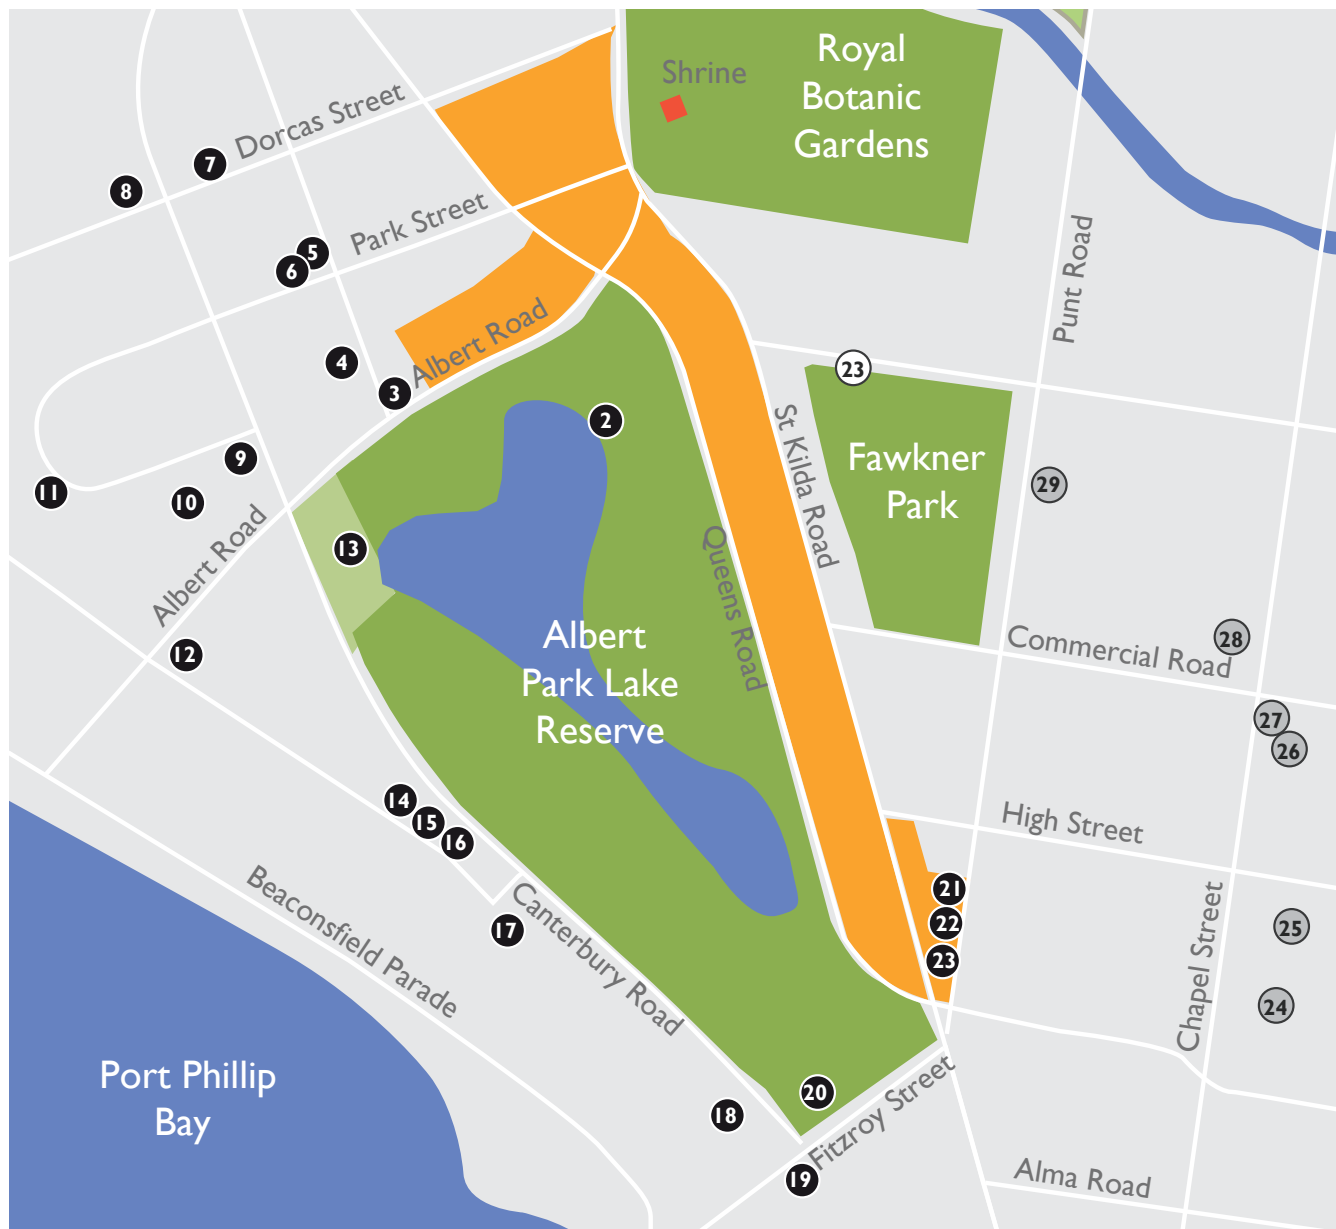 Royal
Botanic
Gardens
Shrine
Dorcas Street
7
8
Park Street
5
6
Punt Road
Albert Road
4
3
23
2
St Kilda Road
Fawkner
Park
9
11
10
29
Albert Road
13
Queens Road
12
Albert
Park Lake
Reserve
Commercial Road
28
27
26
14
15
16
High Street
Beaconsfield Parade
17
Canterbury Road
21
22
23
Chapel Street
25
24
Port Phillip
Bay
18
20
Fitzroy Street
19
Alma Road